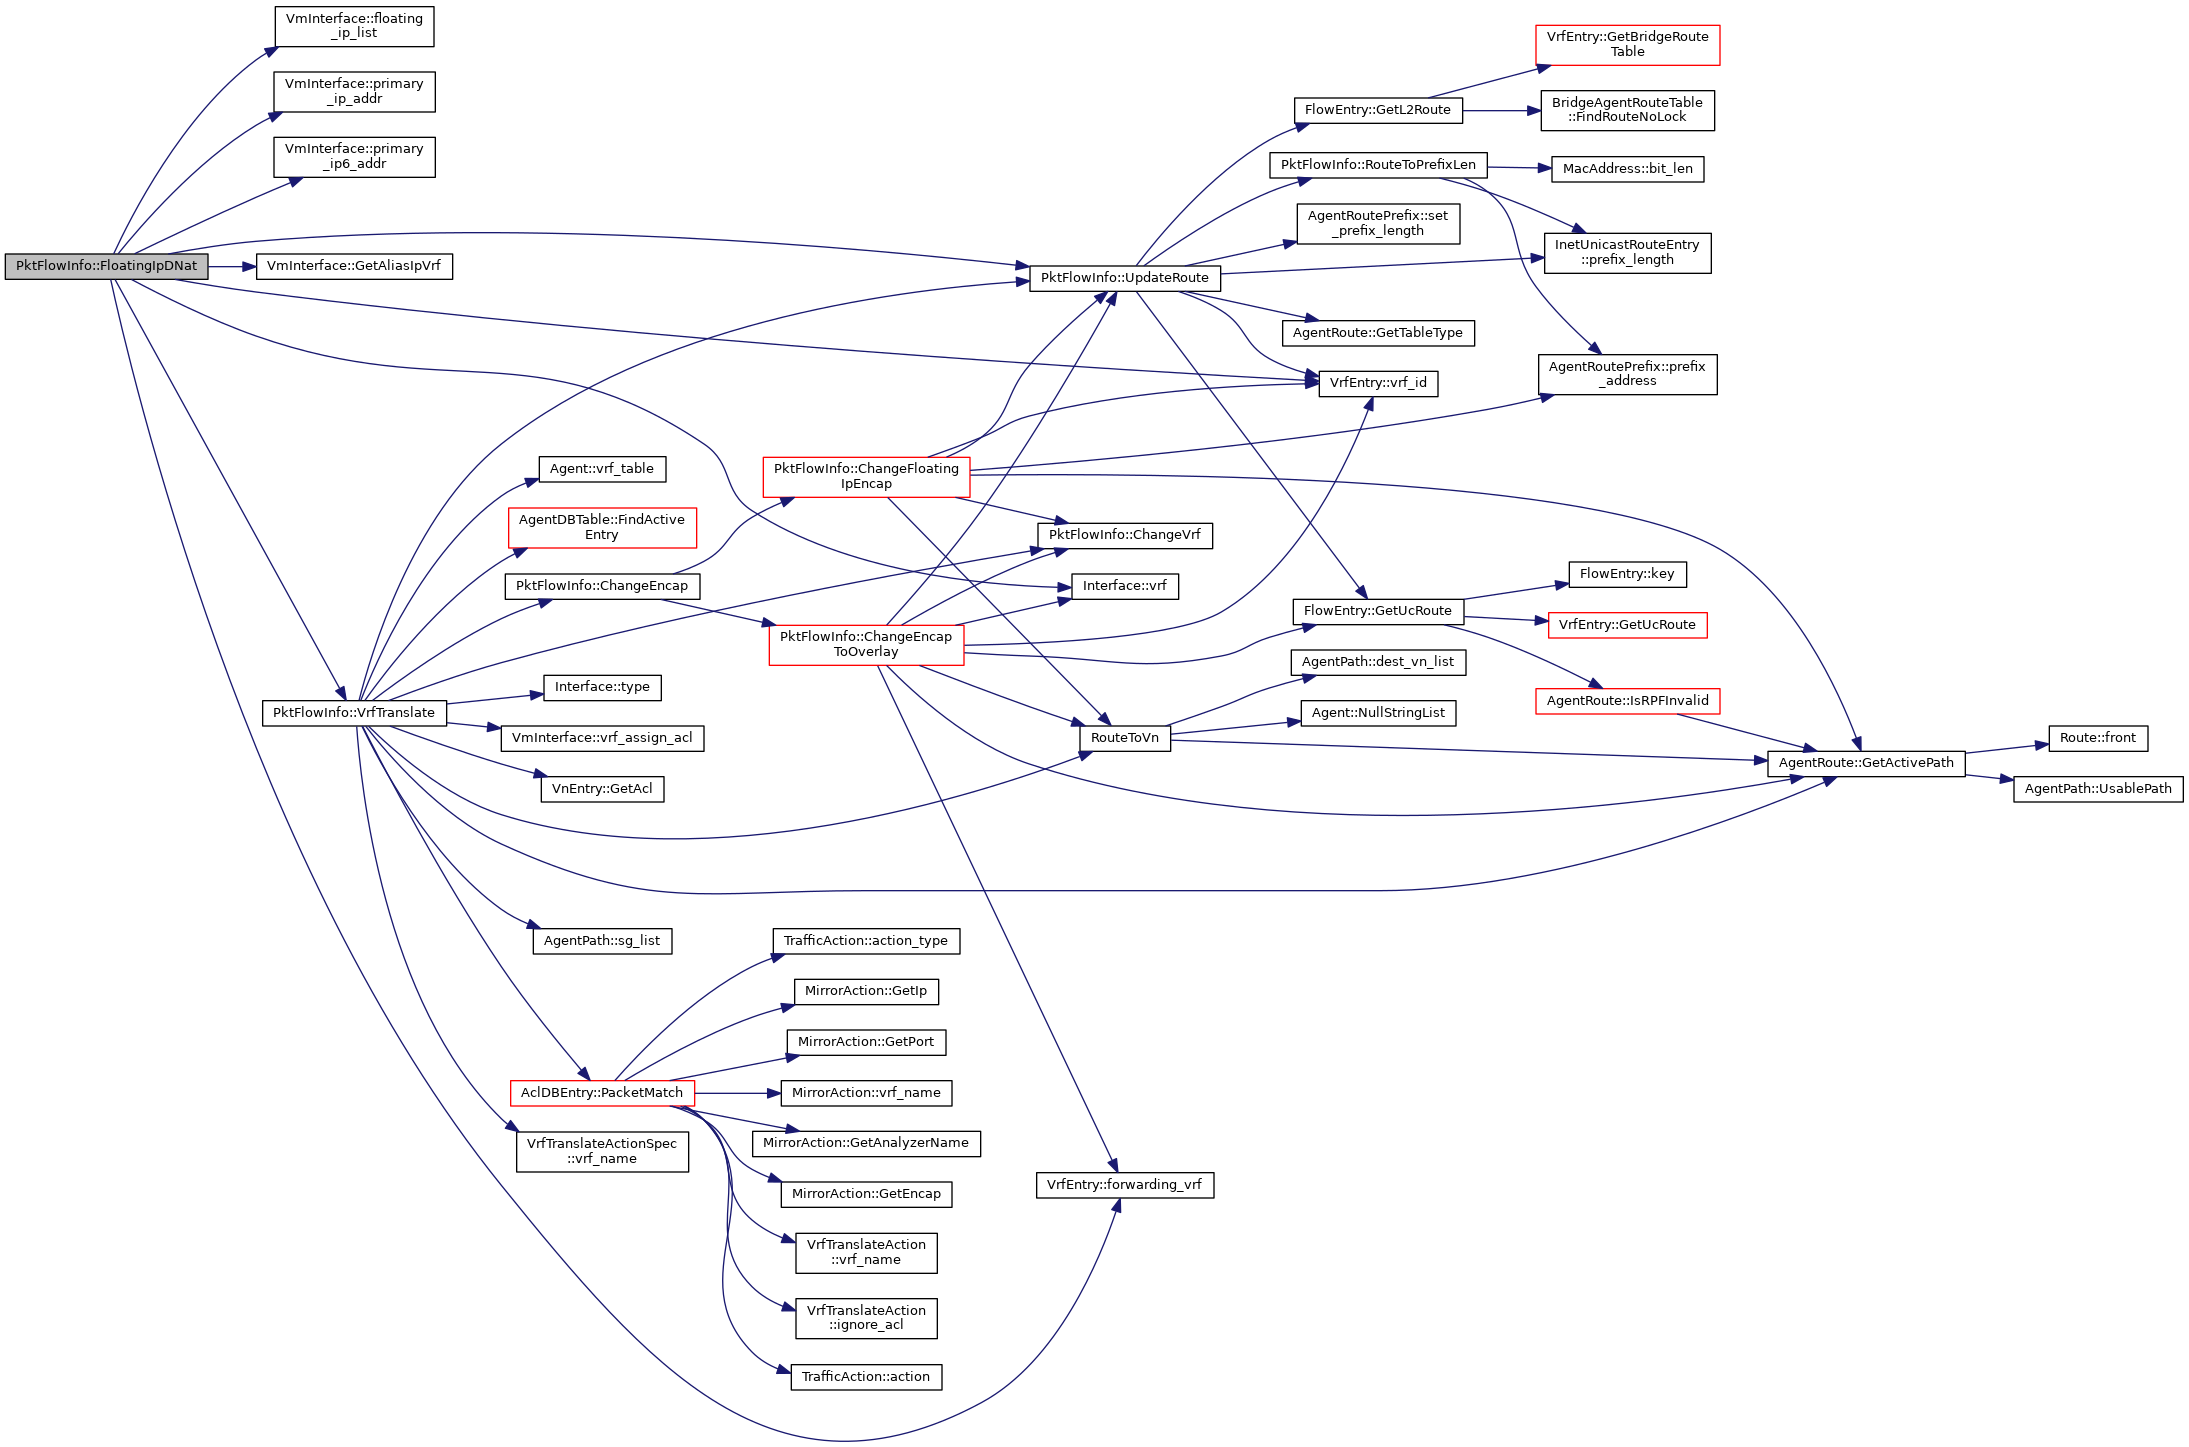 VmInterface::floating
_ip_list
VmInterface::primary
_ip_addr
VmInterface::primary
_ip6_addr
PktFlowInfo::FloatingIpDNat
VmInterface::GetAliasIpVrf
PktFlowInfo::VrfTranslate
Agent::vrf_table
AgentDBTable::FindActive
Entry
PktFlowInfo::ChangeEncap
Interface::type
VmInterface::vrf_assign_acl
VnEntry::GetAcl
AgentPath::sg_list
AclDBEntry::PacketMatch
VrfTranslateActionSpec
::vrf_name
PktFlowInfo::ChangeFloating
IpEncap
PktFlowInfo::ChangeEncap
ToOverlay
TrafficAction::action_type
MirrorAction::GetIp
MirrorAction::GetPort
MirrorAction::vrf_name
MirrorAction::GetAnalyzerName
MirrorAction::GetEncap
VrfTranslateAction
::vrf_name
VrfTranslateAction
::ignore_acl
TrafficAction::action
PktFlowInfo::UpdateRoute
PktFlowInfo::ChangeVrf
Interface::vrf
RouteToVn
VrfEntry::forwarding_vrf
FlowEntry::GetL2Route
PktFlowInfo::RouteToPrefixLen
AgentRoutePrefix::set
_prefix_length
AgentRoute::GetTableType
VrfEntry::vrf_id
FlowEntry::GetUcRoute
AgentPath::dest_vn_list
Agent::NullStringList
VrfEntry::GetBridgeRoute
Table
BridgeAgentRouteTable
::FindRouteNoLock
MacAddress::bit_len
InetUnicastRouteEntry
::prefix_length
AgentRoutePrefix::prefix
_address
FlowEntry::key
VrfEntry::GetUcRoute
AgentRoute::IsRPFInvalid
AgentRoute::GetActivePath
Route::front
AgentPath::UsablePath